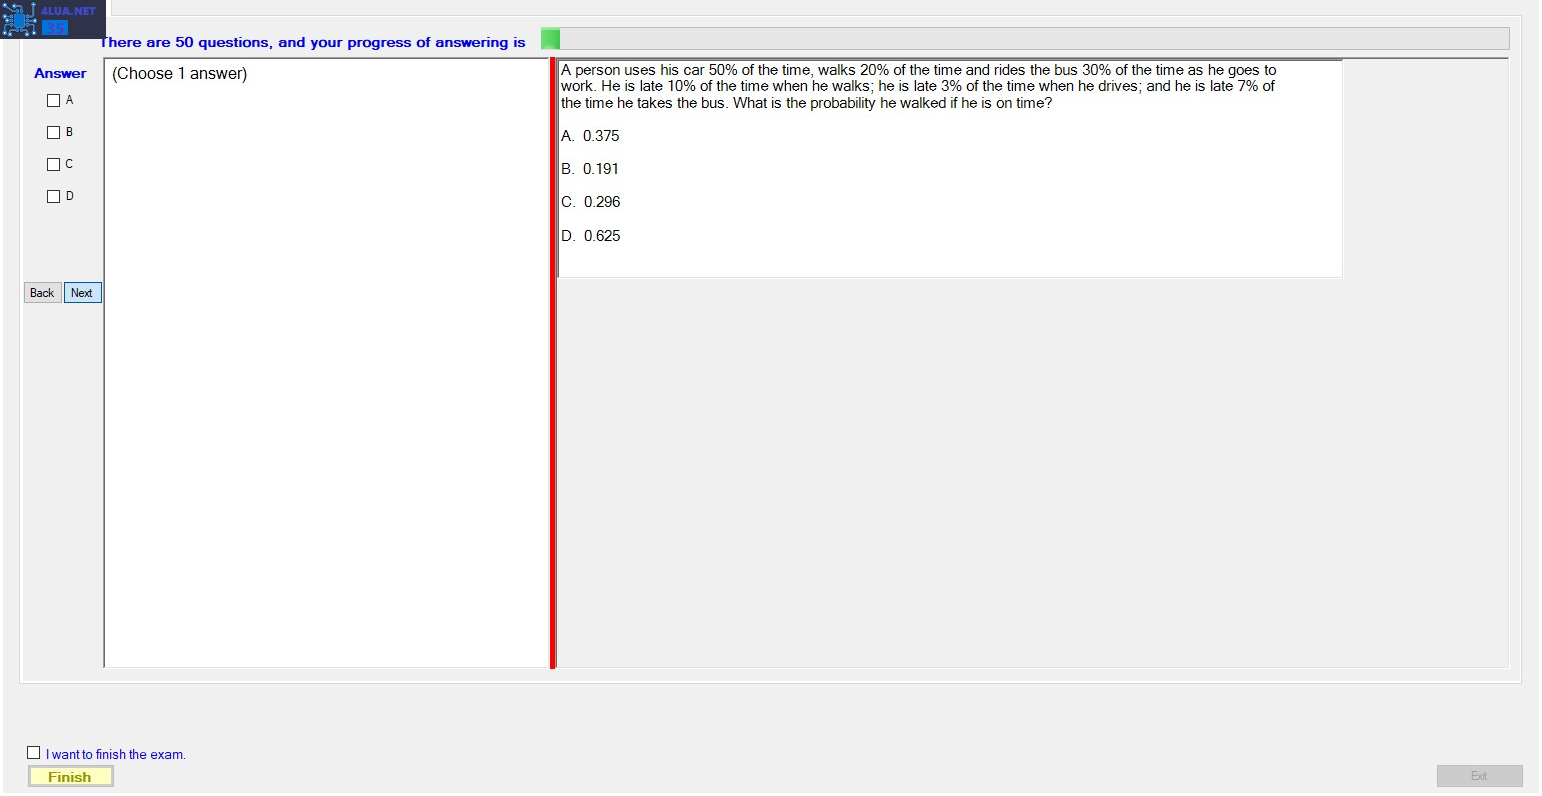 4LUA.NET
35
There are 50 questions, and your progress of answering is
Answer
A
B
C
D
Back
Next
(Choose 1 answer)
A person uses his car 50% of the time, walks 20% of the time and rides the bus 30% of the time as he goes to
work. He is late 10% of the time when he walks; he is late 3% of the time when he drives; and he is late 7% of
the time he takes the bus. What is the probability he walked if he is on time?
A. 0.375
B. 0.191
C. 0.296
D. 0.625
I want to finish the exam.
Finish
Exit